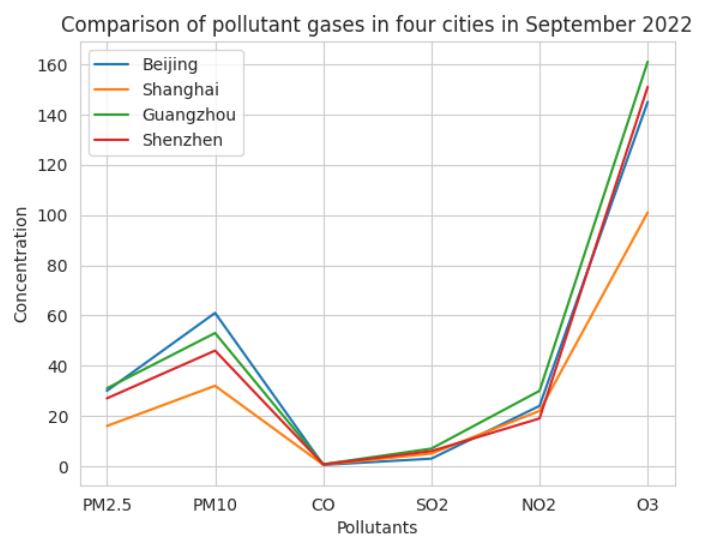 Comparison of pollutant gases in four cities in September 2022
Beijing
Shanghai
Guangzhou
Shenzhen
160
140
120
100
80
60
40
20
0
Concentration
PM2.5 PM10 CO SO2 NO2 O3
Pollutants